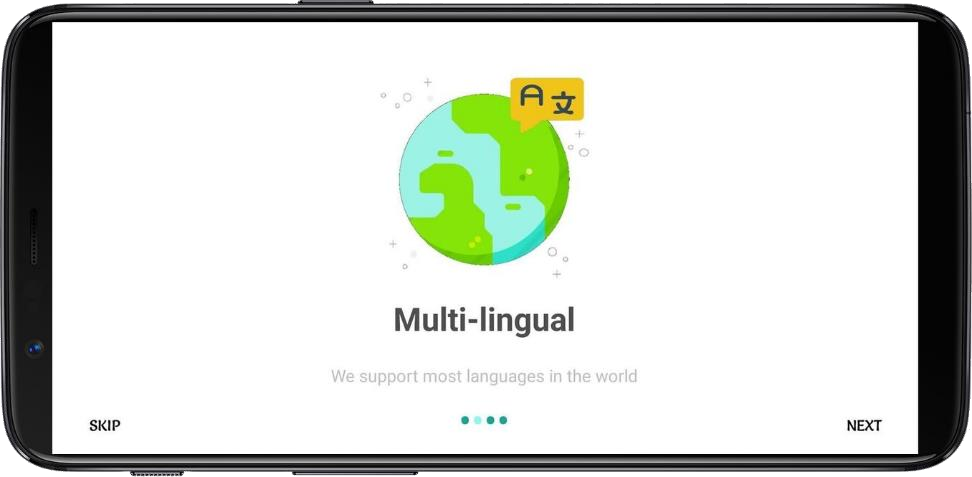 A 文
Multi-lingual
We support most languages in the world
SKIP
NEXT